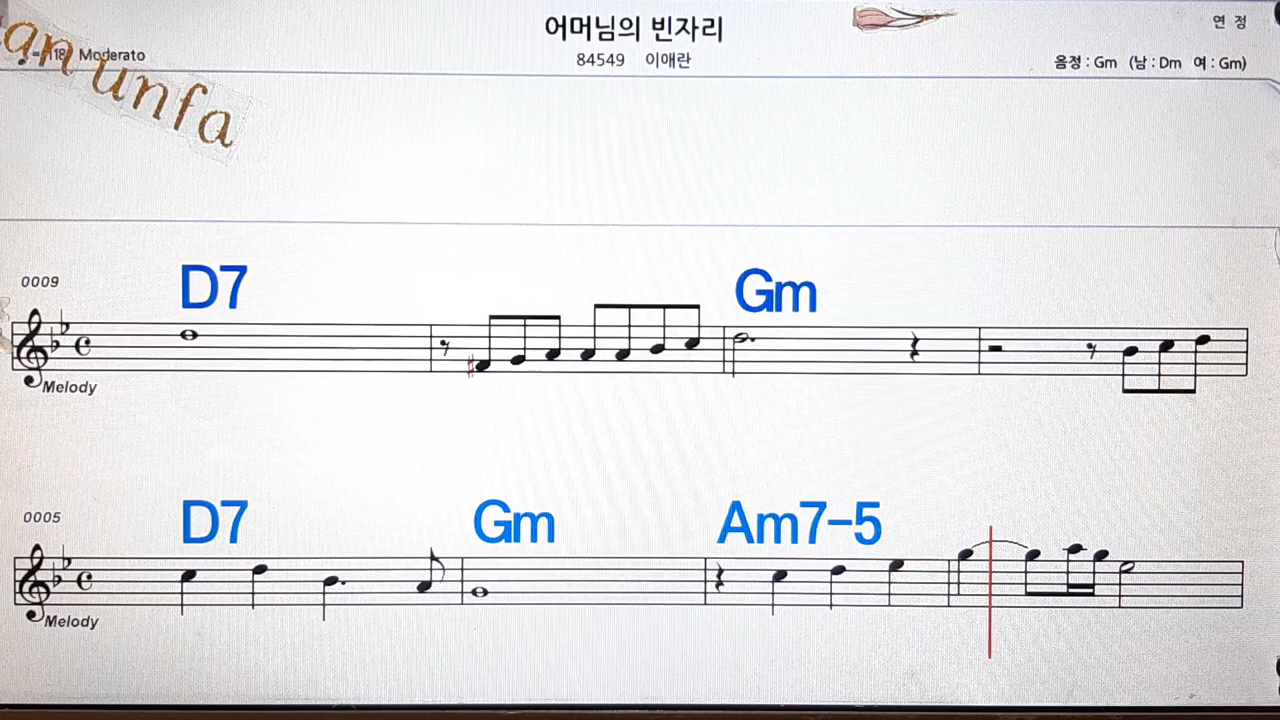 어머님의 빈자리
연 정
118 Moderato
84549 이애란
음정 : Gm (남 : Dm 여 : Gm)
an unfa
0009
D7 Gm
Melody
0005
D7 Gm Am7-5
Melody